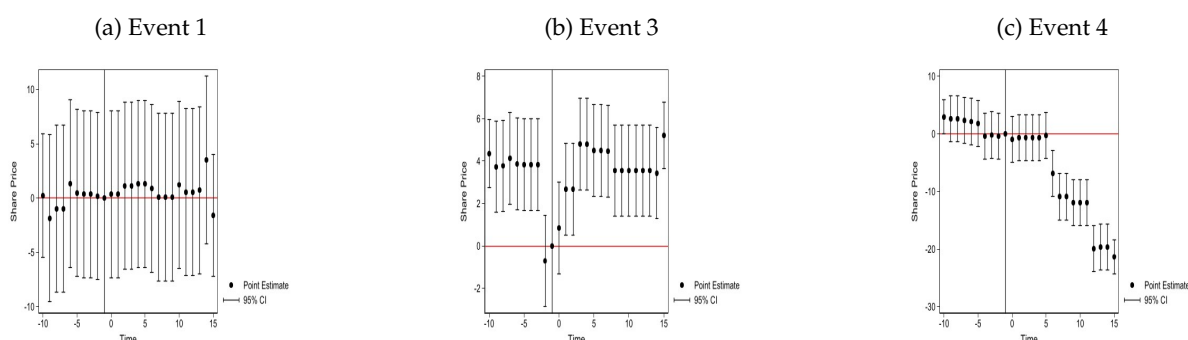 (a) Event 1
(b) Event 3
(c) Event 4
10
5
0
-5
-10
Share Price
-10 -5 0 5 10 15
Time
Point Estimate
95% CI
8
6
4
2
0
-2
Share Price
-10 -5 0 5 10 15
Time
Point Estimate
95% CI
10
0
-10
-20
-30
Share Price
-10 -5 0 5 10 15
Time
Point Estimate
95% CI